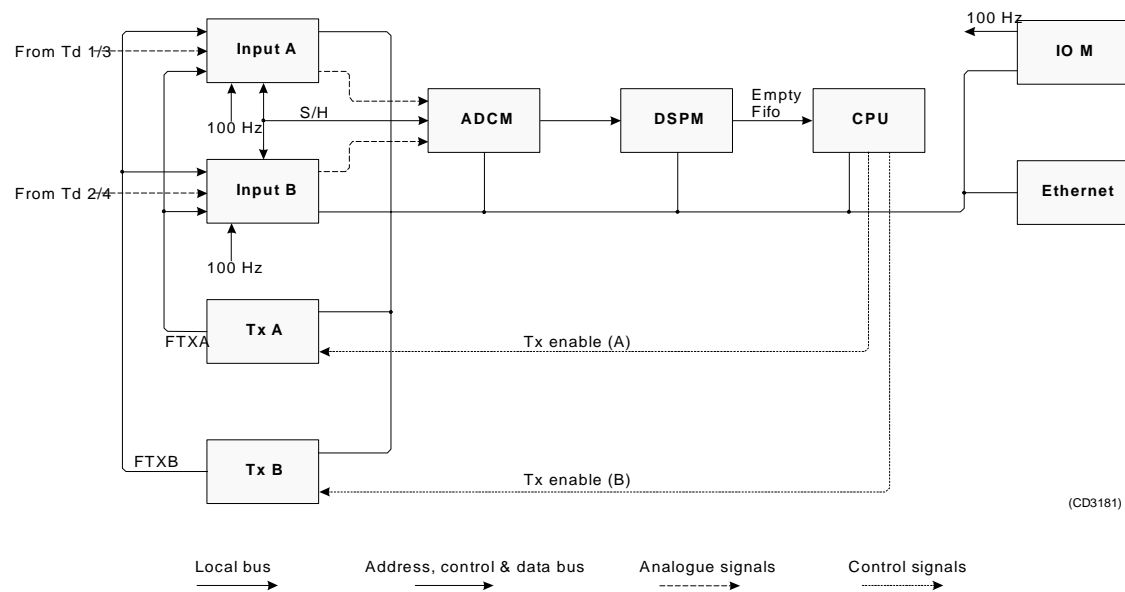 100 Hz
From Td 1/3
Input A
IO M
S/H
100 Hz
ADCM
DSPM
Empty
Fifo
CPU
From Td 2/4
Input B
Ethernet
100 Hz
Tx A
FTXA
Tx enable (A)
Tx B
FTXB
Tx enable (B)
(CD3181)
Local bus
Address, control & data bus
Analogue signals
Control signals